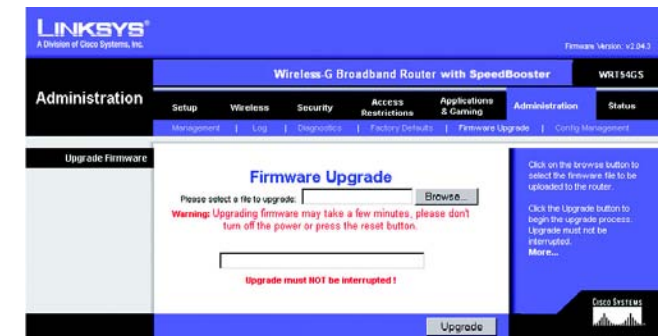 LINKSYS®
A Division of Cisco Systems, Inc.
Firmware Version: v2.04.3
Wireless-G Broadband Router with SpeedBooster WRT54GS
Administration
Setup Wireless Security Access Restrictions Applications & Gaming Administration Status
Management | Log | Diagnostics | Factory Defaults | Firmware Upgrade | Config Management
Upgrade Firmware
Firmware Upgrade
Please select a file to upgrade: Browse...
Warning: Upgrading firmware may take a few minutes, please don't
turn off the power or press the reset button.
Upgrade must NOT be interrupted !
Click on the browse button to
select the firmware file to be
uploaded to the router.
Click the Upgrade button to
begin the upgrade process.
Upgrade must not be
interrupted.
More...
Upgrade
CISCO SYSTEMS